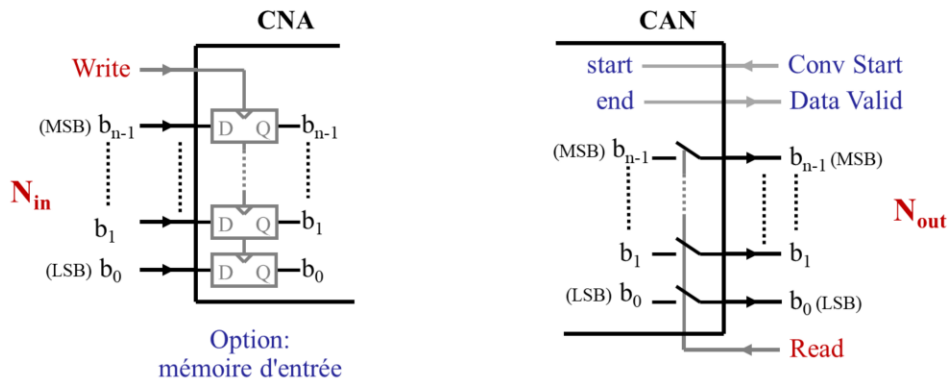 CNA
Write
(MSB) bn-1 D Q bn-1
Nin
b1 D Q b1
(LSB) b0 D Q b0
Option:
mémoire d'entrée
CAN
start Conv Start
end Data Valid
(MSB) bn-1 bn-1 (MSB)
Nout
b1 b1
(LSB) b0 b0 (LSB)
Read